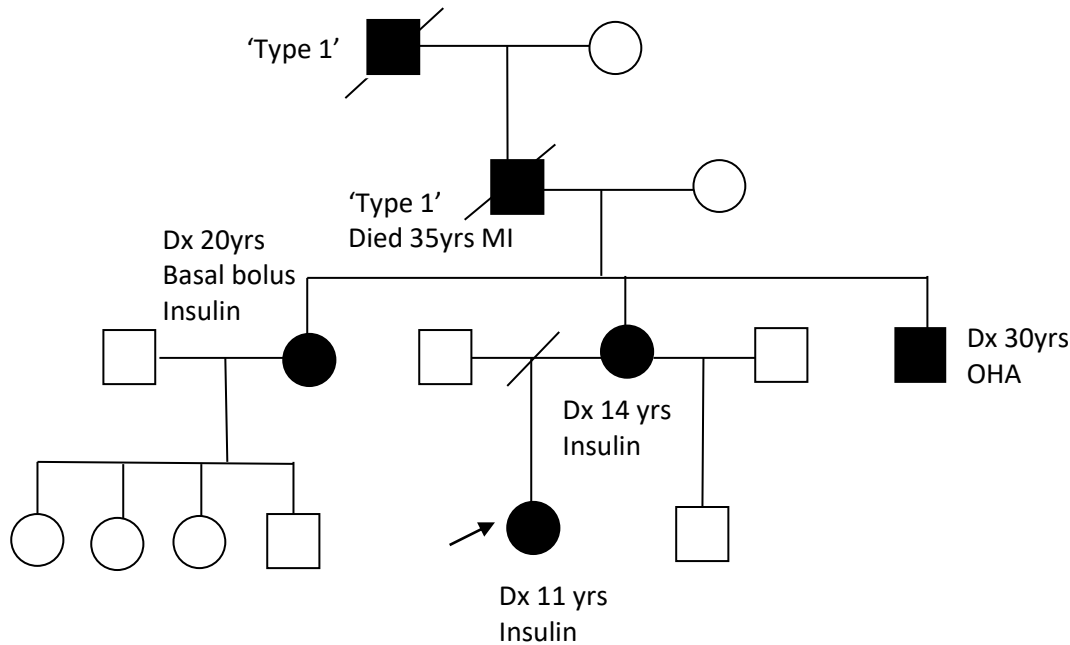 ‘Type 1’
‘Type 1’
Died 35yrs MI
Dx 20yrs
Basal bolus
Insulin
Dx 30yrs
OHA
Dx 14 yrs
Insulin
Dx 11 yrs
Insulin